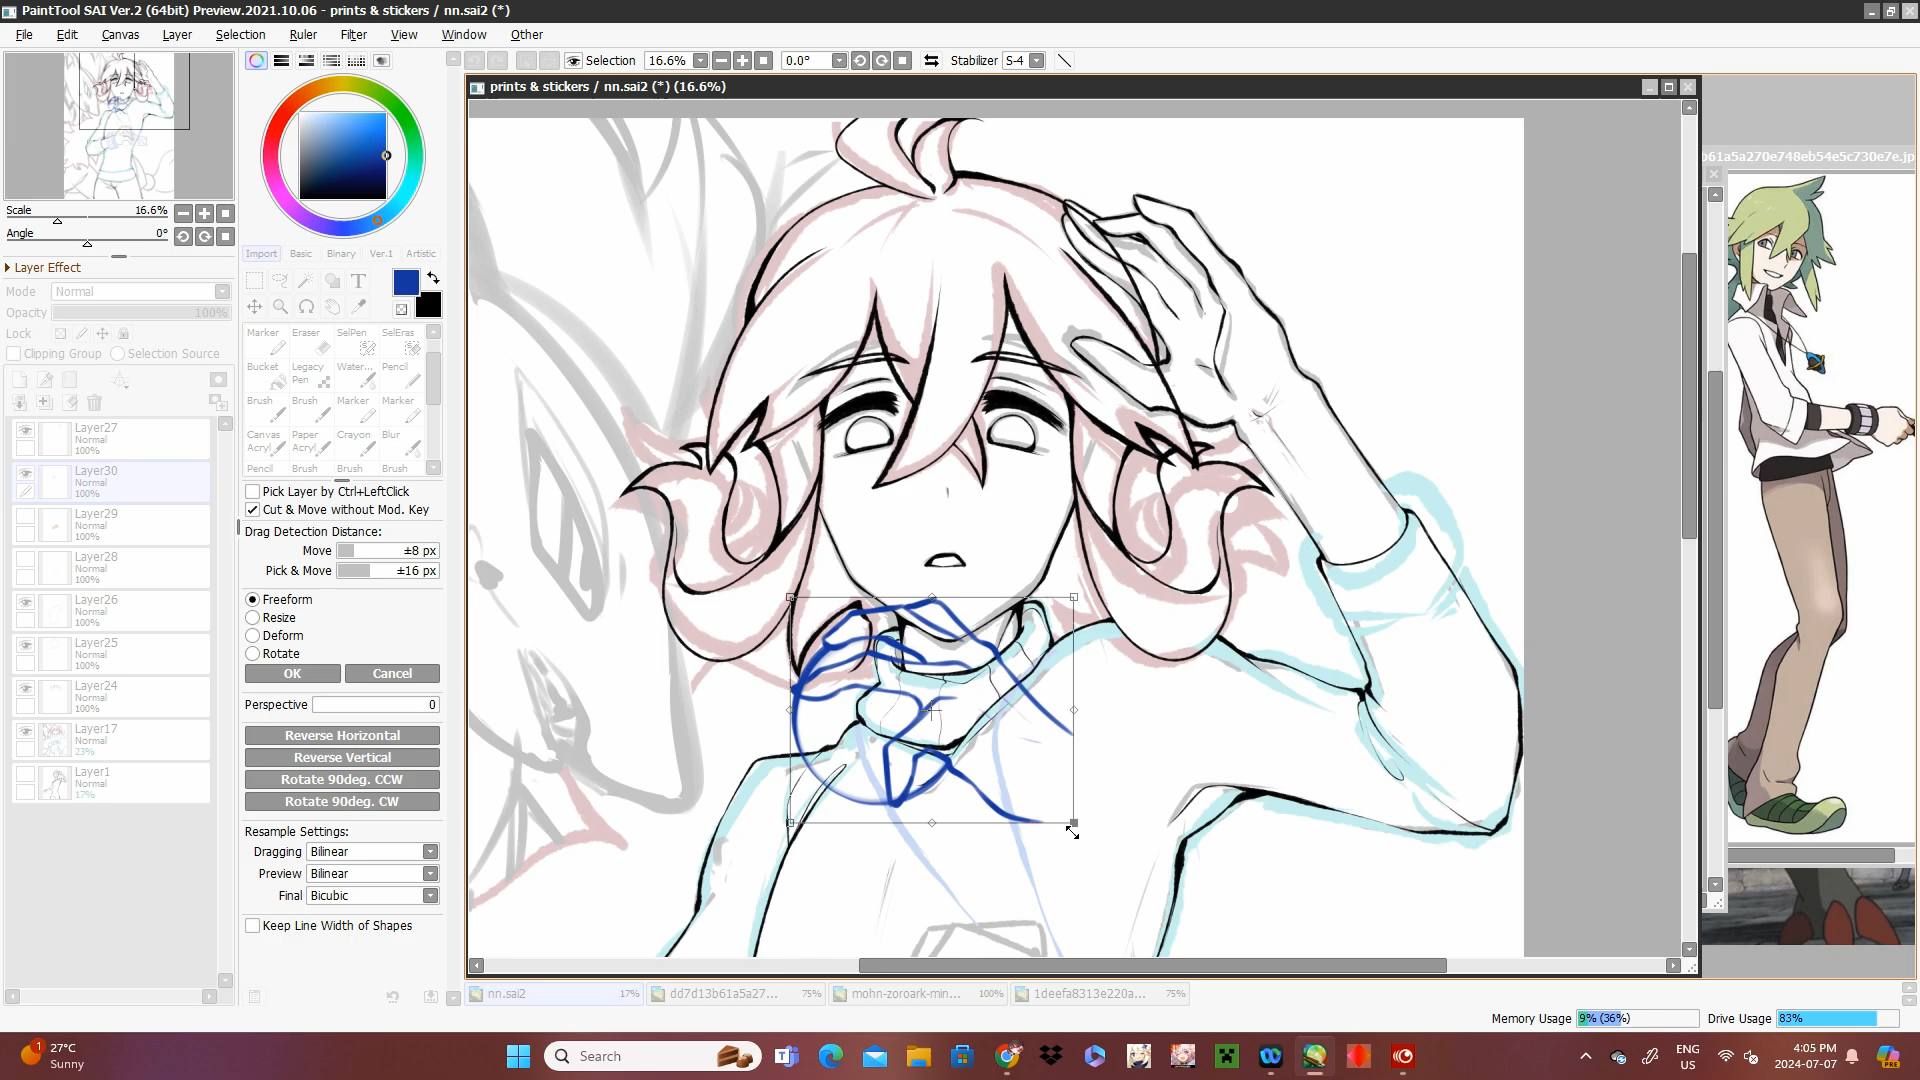 PaintTool SAI Ver.2 (64bit) Preview.2021.10.06 - prints & stickers / nn.sai2 (*)
File Edit Canvas Layer Selection Ruler Filter View Window Other
Selection 16.6% 0.0° Stabilizer S-4
prints & stickers / nn.sai2 (*) (16.6%)
b61a5a270e748eb54e5c730e7e.jp
Scale 16.6%
Angle 0°
Layer Effect
Mode Normal
Opacity 100%
Lock
Clipping Group Selection Source
Layer27
Normal
100%
Layer30
Normal
100%
Layer29
Normal
100%
Layer28
Normal
100%
Layer26
Normal
100%
Layer25
Normal
100%
Layer24
Normal
100%
Layer17
Normal
23%
Layer1
Normal
17%
Import Basic Binary Ver.1 Artistic
T
Marker Eraser SelPen SelEras
Bucket Legacy Pen Water... Pencil
Brush Brush Marker Marker
Canvas Acryl Paper Acryl Crayon Blur
Pencil Brush Brush Brush
Pick Layer by Ctrl+LeftClick
Cut & Move without Mod. Key
Drag Detection Distance:
Move ±8 px
Pick & Move ±16 px
Freeform
Resize
Deform
Rotate
OK Cancel
Perspective 0
Reverse Horizontal
Reverse Vertical
Rotate 90deg. CCW
Rotate 90deg. CW
Resample Settings:
Dragging Bilinear
Preview Bilinear
Final Bicubic
Keep Line Width of Shapes
nn.sai2 17% dd7d13b61a5a27... 75% mohn-zoroark-min... 100% 1deefa8313e220a... 75%
Memory Usage 9% (36%) Drive Usage 83%
1
27°C
Sunny
Search
ENG
US
4:05 PM
2024-07-07
PRE